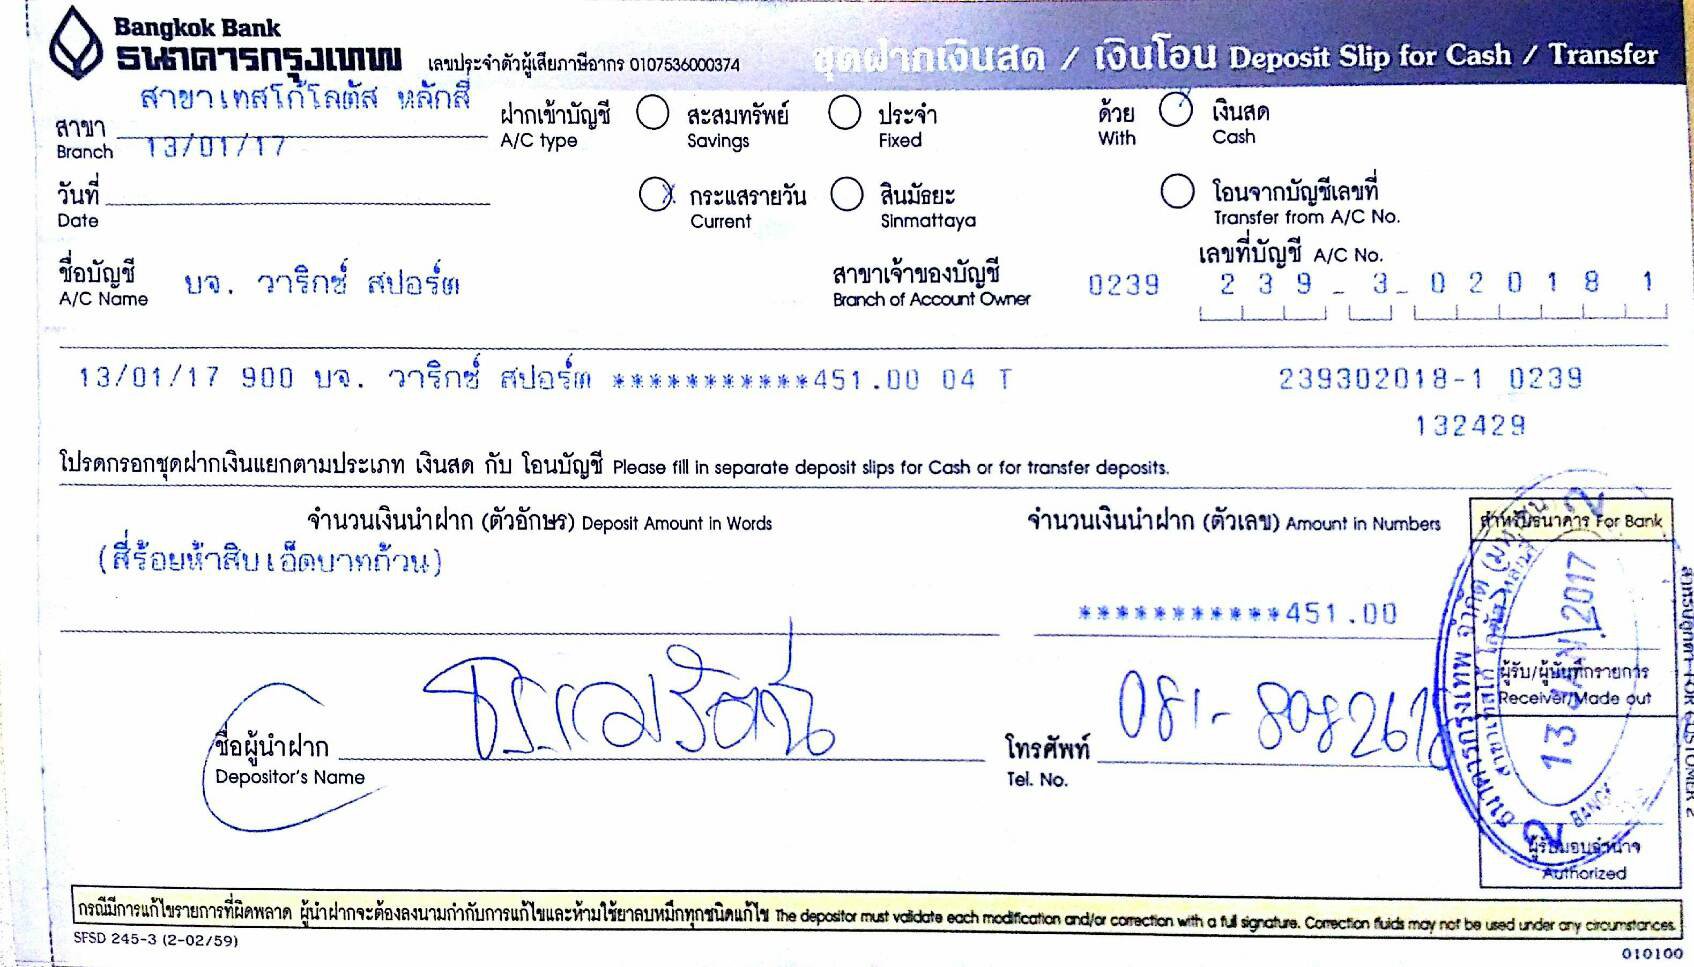 Bangkok Bank
ธนาคารกรุงเทพ เลขประจำตัวผู้เสียภาษีอากร 0107536000374
ชุดฝากเงินสด / เงินโอน Deposit Slip for Cash / Transfer
สาขาเทสโก้โลตัส หลักสี่
สาขา
Branch
13/01/17
ฝากเข้าบัญชี
A/C type
สะสมทรัพย์
Savings
ประจำ
Fixed
ด้วย
With
เงินสด
Cash
วันที่
Date
กระแสรายวัน
Current
สินมัธยะ
Sinmattaya
โอนจากบัญชีเลขที่
Transfer from A/C No.
ชื่อบัญชี
A/C Name
บจ. วาริกซ์ สปอร์ต
สาขาเจ้าของบัญชี
Branch of Account Owner
0239
เลขที่บัญชี A/C No.
239-3-020181
13/01/17 900 บจ. วาริกซ์ สปอร์ต ***********451.00 04 T 239302018-1 0239
132429
โปรดกรอกชุดฝากเงินแยกตามประเภท เงินสด กับ โอนบัญชี Please fill in separate deposit slips for Cash or for transfer deposits.
จำนวนเงินนำฝาก (ตัวอักษร) Deposit Amount in Words
(สี่ร้อยห้าสิบเอ็ดบาทถ้วน)
จำนวนเงินนำฝาก (ตัวเลข) Amount in Numbers
***********451.00
สำหรับธนาคาร For Bank
13 JAN 2017
ธนาคารกรุงเทพ จำกัด (มหาชน)
2
2
ผู้รับ/ผู้บันทึกรายการ
Receiver/Made out
ชื่อผู้นำฝาก
Depositor's Name
โทรศัพท์
Tel. No.
ผู้รับมอบอำนาจ
Authorized
สำหรับลูกค้า FOR CUSTOMER 2
กรณีมีการแก้ไขรายการที่ผิดพลาด ผู้นำฝากจะต้องลงนามกำกับการแก้ไขและห้ามใช้ยาลบหมึกทุกชนิดแก้ไข The depositor must validate each modification and/or correction with a full signature. Correction fluids may not be used under any circumstances.
SFSD 245-3 (2-02/59)
010100